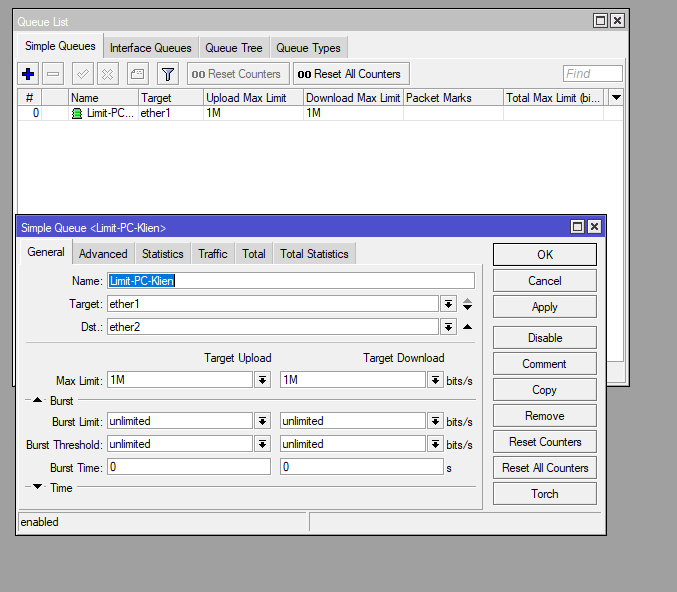 Queue List
Simple Queues Interface Queues Queue Tree Queue Types
00 Reset Counters 00 Reset All Counters Find
# Name Target Upload Max Limit Download Max Limit Packet Marks Total Max Limit (bi...
0 Limit-PC... ether1 1M 1M
Simple Queue <Limit-PC-Klien>
General Advanced Statistics Traffic Total Total Statistics
Name: Limit-PC-Klien
Target: ether1
Dst.: ether2
Target Upload Target Download
Max Limit: 1M 1M bits/s
Burst
Burst Limit: unlimited unlimited bits/s
Burst Threshold: unlimited unlimited bits/s
Burst Time: 0 0 s
Time
OK
Cancel
Apply
Disable
Comment
Copy
Remove
Reset Counters
Reset All Counters
Torch
enabled